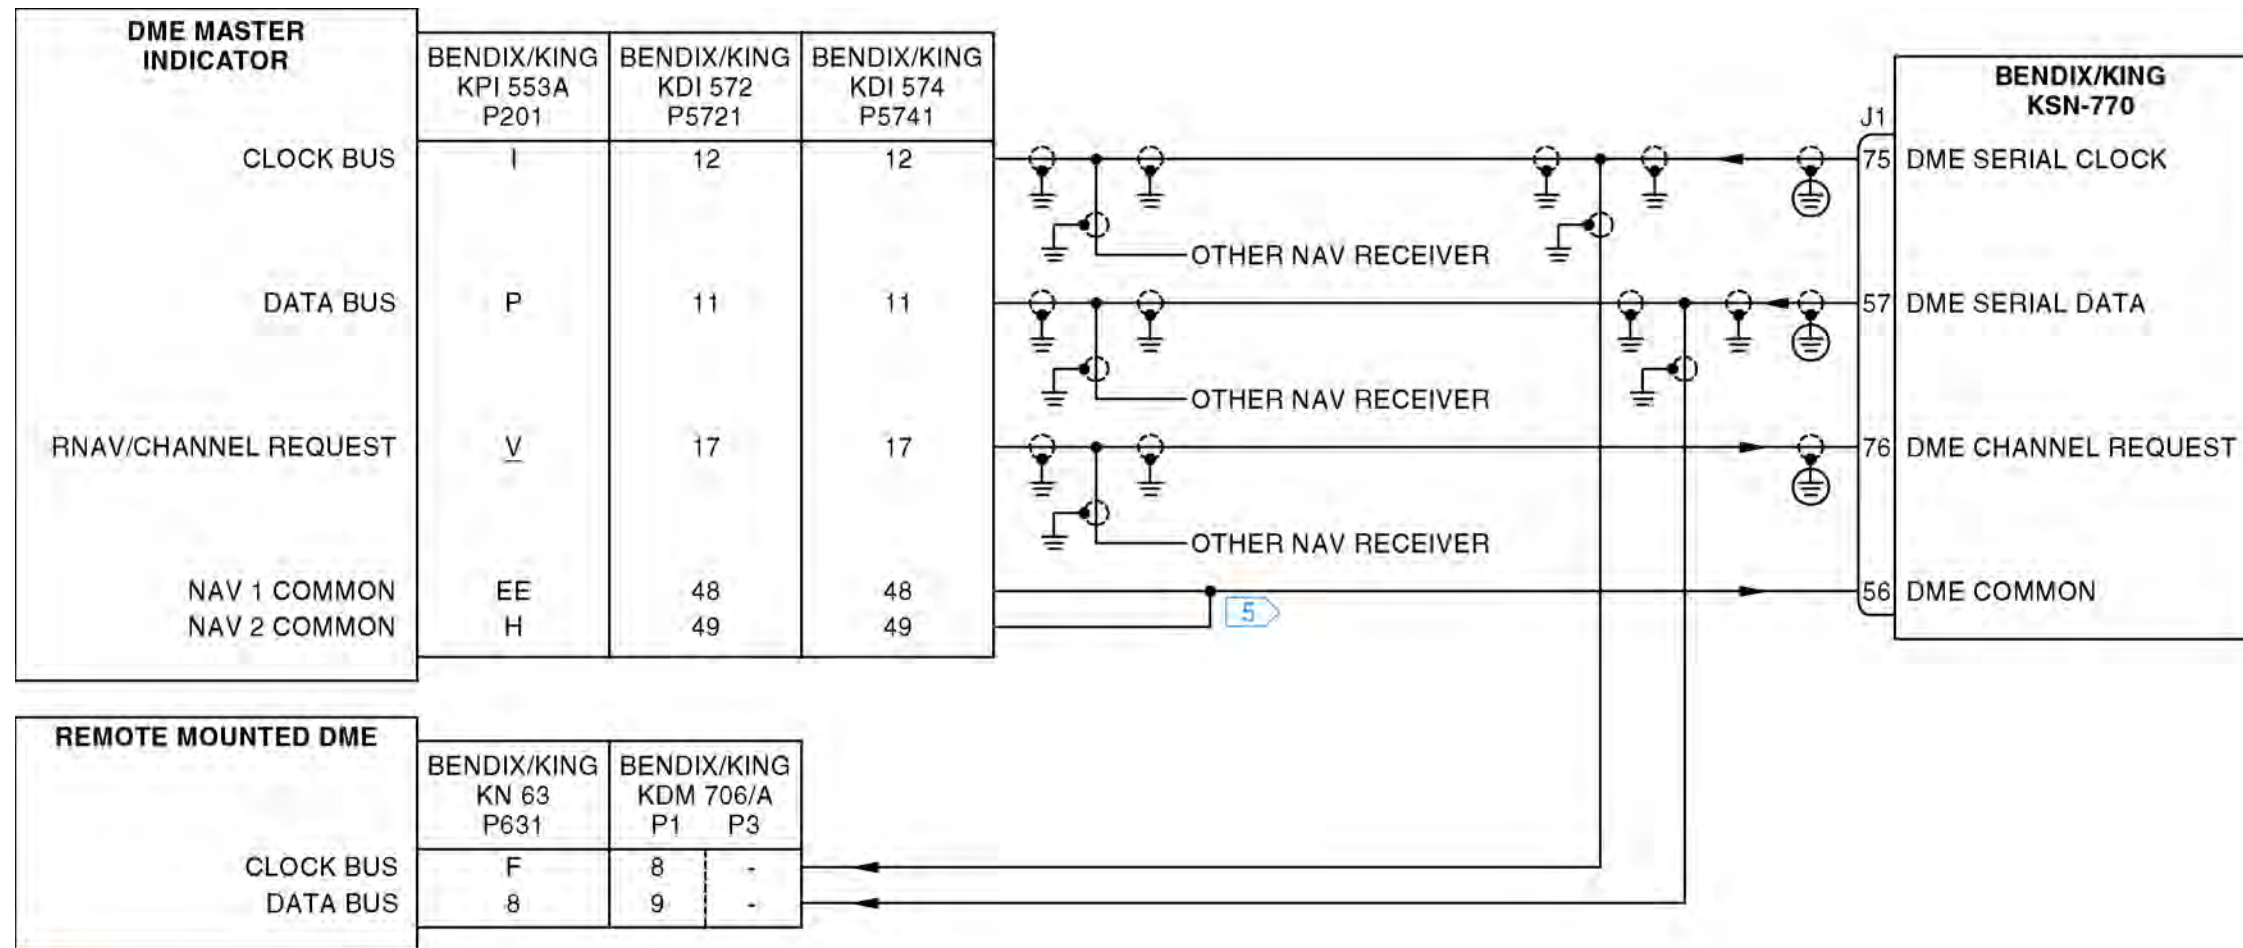 DME MASTER
INDICATOR
BENDIX/KING
KPI 553A
P201
BENDIX/KING
KDI 572
P5721
BENDIX/KING
KDI 574
P5741
BENDIX/KING
KSN-770
J1
CLOCK BUS I 12 12 75 DME SERIAL CLOCK
OTHER NAV RECEIVER
DATA BUS P 11 11 57 DME SERIAL DATA
OTHER NAV RECEIVER
RNAV/CHANNEL REQUEST V 17 17 76 DME CHANNEL REQUEST
OTHER NAV RECEIVER
NAV 1 COMMON EE 48 48 56 DME COMMON
5
NAV 2 COMMON H 49 49
REMOTE MOUNTED DME
BENDIX/KING
KN 63
P631
BENDIX/KING
KDM 706/A
P1 P3
CLOCK BUS F 8 -
DATA BUS 8 9 -